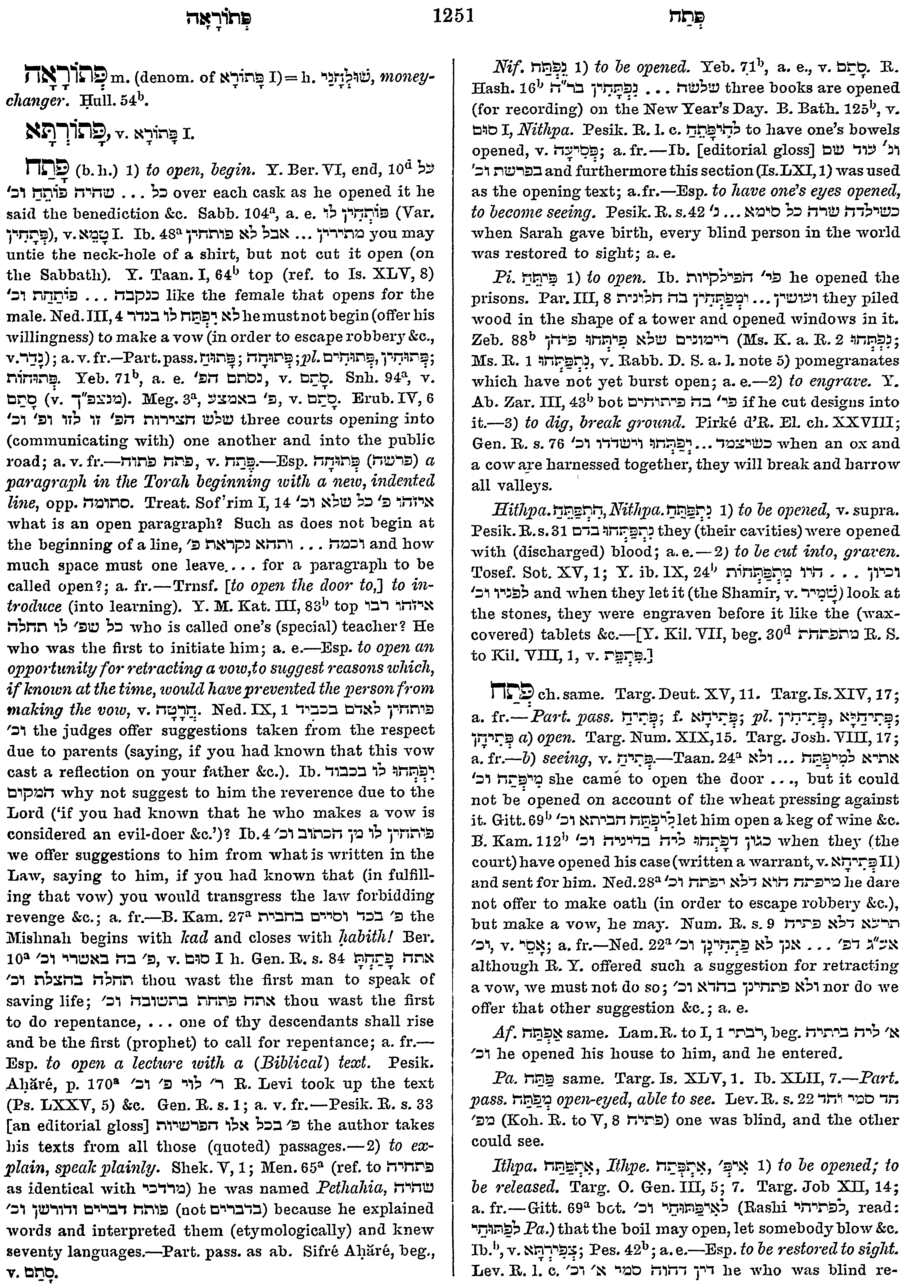 פְּתוֹרָאָה
1251
פְּתַח
פְּתוֹרָאָה m. (denom. of פְּתוֹרָא I) = h. שׁוּלְחָנִי, money-
changer. Ḥull. 54ᵇ.
פְּתוֹרְתָּא, v. פְּתוֹרָא I.
פָּתַח (b. h.) 1) to open, begin. Y. Ber. VI, end, 10ᵈ על
כל ... שהיה פּוֹתֵחַ וכ' over each cask as he opened it he
said the benediction &c. Sabb. 104ᵃ, a. e. פּוֹתְחִין לו (Var.
פָּתְחִין), v. טָמֵא I. Ib. 48ᵃ מתירין ... אבל לא פותחין you may
untie the neck-hole of a shirt, but not cut it open (on
the Sabbath). Y. Taan. I, 64ᵇ top (ref. to Is. XLV, 8)
כנקבה ... פּוֹתַחַת וכ' like the female that opens for the
male. Ned. III, 4 לא יִפְתַּח לו בנדר he must not begin (offer his
willingness) to make a vow (in order to escape robbery &c.,
v. נָדַר); a. v. fr.—Part. pass. פָּתוּחַ; פְּתוּחָה; pl. פְּתוּחִים, פְּתוּחִין;
פְּתוּחוֹת. Yeb. 71ᵇ, a. e. נסתם הפ', v. סָתַם. Snh. 94ᵃ, v.
סָתַם (v. מנצפ"ך). Meg. 3ᵃ, פ' באמצע, v. סָתַם. Erub. IV, 6
שלש חצירות הפ' זו לזו ופ' וכ' three courts opening into
(communicating with) one another and into the public
road; a. v. fr.—פתח פתוח, v. פֶּתַח.—Esp. פְּתוּחָה (פרשה) a
paragraph in the Torah beginning with a new, indented
line, opp. סתומה. Treat. Sof'rim I, 14 איזהו פ' כל שלא וכ'
what is an open paragraph? Such as does not begin at
the beginning of a line, וכמה ... ותהא נקראת פ' and how
much space must one leave .... for a paragraph to be
called open?; a. fr.—Trnsf. [to open the door to,] to in-
troduce (into learning). Y. M. Kat. III, 83ᵇ top איזהו רבו
כל שפ' לו תחלה who is called one's (special) teacher? He
who was the first to initiate him; a. e.—Esp. to open an
opportunity for retracting a vow, to suggest reasons which,
if known at the time, would have prevented the person from
making the vow, v. חֲרָטָה. Ned. IX, 1 פותחין לאדם בכביד
וכ' the judges offer suggestions taken from the respect
due to parents (saying, if you had known that this vow
cast a reflection on your father &c.). Ib. יִפְתְּחוּ לו בכבוד
המקום why not suggest to him the reverence due to the
Lord ('if you had known that he who makes a vow is
considered an evil-doer &c.')? Ib. 4 פותחין לו מן הכתוב וכ'
we offer suggestions to him from what is written in the
Law, saying to him, if you had known that (in fulfill-
ing that vow) you would transgress the law forbidding
revenge &c.; a. fr.—B. Kam. 27ᵃ פ' בכד וסיים בחבית the
Mishnah begins with kad and closes with ḥabith! Ber.
10ᵃ פ' בה באשרי וכ', v. סוּם I h. Gen. R. s. 84 אתה פָתַחְתָּ
תחלה בהצלת וכ' thou wast the first man to speak of
saving life; אתה פתחת בתשובה וכ' thou wast the first
to do repentance, ... one of thy descendants shall rise
and be the first (prophet) to call for repentance; a. fr.—
Esp. to open a lecture with a (Biblical) text. Pesik.
Aḥăré, p. 170ᵃ ר' לוי פ' וכ' R. Levi took up the text
(Ps. LXXV, 5) &c. Gen. R. s. 1; a. v. fr.—Pesik. R. s. 33
[an editorial gloss] פ' בכל אלו הפרשיות the author takes
his texts from all those (quoted) passages.—2) to ex-
plain, speak plainly. Shek. V, 1; Men. 65ᵃ (ref. to פתחיה
as identical with מרדכי) he was named Pethahia, שהיה
פותח דברים ודורשן וכ' (not בדברים) because he explained
words and interpreted them (etymologically) and knew
seventy languages.—Part. pass. as ab. Sifré Aḥăré, beg.,
v. סָתַם.
Nif. נִפְתַּח 1) to be opened. Yeb. 71ᵇ, a. e., v. סָתַם. R.
Hash. 16ᵇ שלשה ... נִפְתָּחִין בר"ה three books are opened
(for recording) on the New Year's Day. B. Bath. 125ᵇ, v.
סוּם I, Nithpa. Pesik. R. l. c. לְהִיפָּתֵחַ to have one's bowels
opened, v. פְּסִיעָה; a. fr.—Ib. [editorial gloss] ונ' עוד שם
בפרשת וכ' and furthermore this section (Is. LXI, 1) was used
as the opening text; a. fr.—Esp. to have one's eyes opened,
to become seeing. Pesik. R. s. 42 כשילדה שרה כל סומא ... נ'
when Sarah gave birth, every blind person in the world
was restored to sight; a. e.
Pi. פִּיתֵּחַ 1) to open. Ib. פי' הפילקיות he opened the
prisons. Par. III, 8 ועושין ... וּמְפַתְּחִין בה חלונית they piled
wood in the shape of a tower and opened windows in it.
Zeb. 88ᵇ רימונים שלא פיתחו פיהן (Ms. K. a. R. 2 נִפְתְּחוּ;
Ms. R. 1 נִתְפַּתְּחוּ, v. Rabb. D. S. a. l. note 5) pomegranates
which have not yet burst open; a. e.—2) to engrave. Y.
Ab. Zar. III, 43ᵇ bot פי' בה פיתוחים if he cut designs into
it.—3) to dig, break ground. Pirké d'R. El. ch. XXVIII;
Gen. R. s. 76 כשיצמד ... יְפַתְּחוּ וישדדו וכ' when an ox and
a cow are harnessed together, they will break and harrow
all valleys.
Hithpa. הִתְפַּתֵּחַ, Nithpa. נִתְפַּתֵּחַ 1) to be opened, v. supra.
Pesik. R. s. 31 נִתְפַּתְּחוּ בדם they (their cavities) were opened
with (discharged) blood; a. e.—2) to be cut into, graven.
Tosef. Sot. XV, 1; Y. ib. IX, 24ᵇ וכיון ... היו מִתְפַּתְּחוֹת
לפניו וכ' and when they let it (the Shamir, v. שָׁמִיר) look at
the stones, they were engraven before it like the (wax-
covered) tablets &c.—[Y. Kil. VII, beg. 30ᵈ מתפתחת R. S.
to Kil. VIII, 1, v. פִּתְפֵּת.]
פְּתַח ch. same. Targ. Deut. XV, 11. Targ. Is. XIV, 17;
a. fr.—Part. pass. פְּתִיחַ; f. פְּתִיחָא; pl. פְּתִיחִין, פְּתִיחַיָּא;
פְּתִיחָן a) open. Targ. Num. XIX, 15. Targ. Josh. VIII, 17;
a. fr.—b) seeing, v. פְּתִיחַ.—Taan. 24ᵃ אתיא לְמִיפְתַּח ... ולא
מִיפְתַח וכ' she came to open the door ..., but it could
not be opened on account of the wheat pressing against
it. Gitt. 69ᵇ לִיפְתַּח חביתא וכ' let him open a keg of wine &c.
B. Kam. 112ᵇ כגון דפָתְחוּ ליה בדיניה וכ' when they (the
court) have opened his case (written a warrant, v. פְּתִיחָא II)
and sent for him. Ned. 28ᵃ מיפתח הוא דלא יפתח וכ' he dare
not offer to make oath (in order to escape robbery &c.),
but make a vow, he may. Num. R. s. 9 תרצא דלא פתיח
וכ', v. אָסֵי; a. fr.—Ned. 22ᵃ אע"ג דפ' ... אנן לא פָתְחִינָן וכ'
although R. Y. offered such a suggestion for retracting
a vow, we must not do so; ולא פתחינן בהדא וכ' nor do we
offer that other suggestion &c.; a. e.
Af. אַפְתַּח same. Lam. R. to I, 1 רבתי, beg. א' ליה ביתיה
וכ' he opened his house to him, and he entered.
Pa. פַּתַּח same. Targ. Is. XLV, 1. Ib. XLII, 7.—Part.
pass. מְפַתַּח open-eyed, able to see. Lev. R. s. 22 חד סמי וחד
מפ' (Koh. R. to V, 8 פתיח) one was blind, and the other
could see.
Ithpa. אִתְפַּתַּח, Ithpe. אִתְפְּתַח, אִיפְּ' 1) to be opened; to
be released. Targ. O. Gen. III, 5; 7. Targ. Job XII, 14;
a. fr.—Gitt. 69ᵃ bot. לְאִיפַּתּוּחֵי וכ' (Rashi לפתיחי, read:
לְפַתּוּחֵי Pa.) that the boil may open, let somebody blow &c.
Ib.ᵇ, v. צְפִירְתָּא; Pes. 42ᵇ; a. e.—Esp. to be restored to sight.
Lev. R. l. c. דין דהוה סמי א' וכ' he who was blind re-